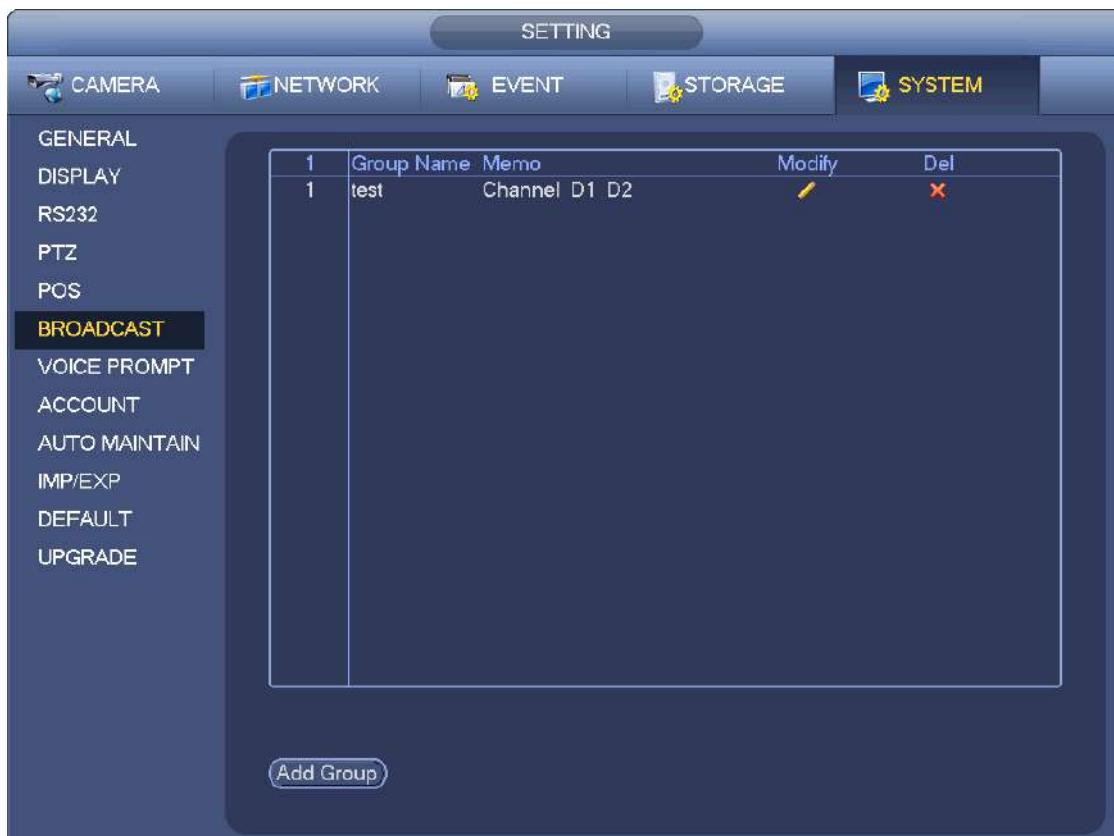 SETTING
CAMERA NETWORK EVENT STORAGE SYSTEM
GENERAL
DISPLAY
RS232
PTZ
POS
BROADCAST
VOICE PROMPT
ACCOUNT
AUTO MAINTAIN
IMP/EXP
DEFAULT
UPGRADE
1 Group Name Memo Modify Del
1 test Channel D1 D2
Add Group